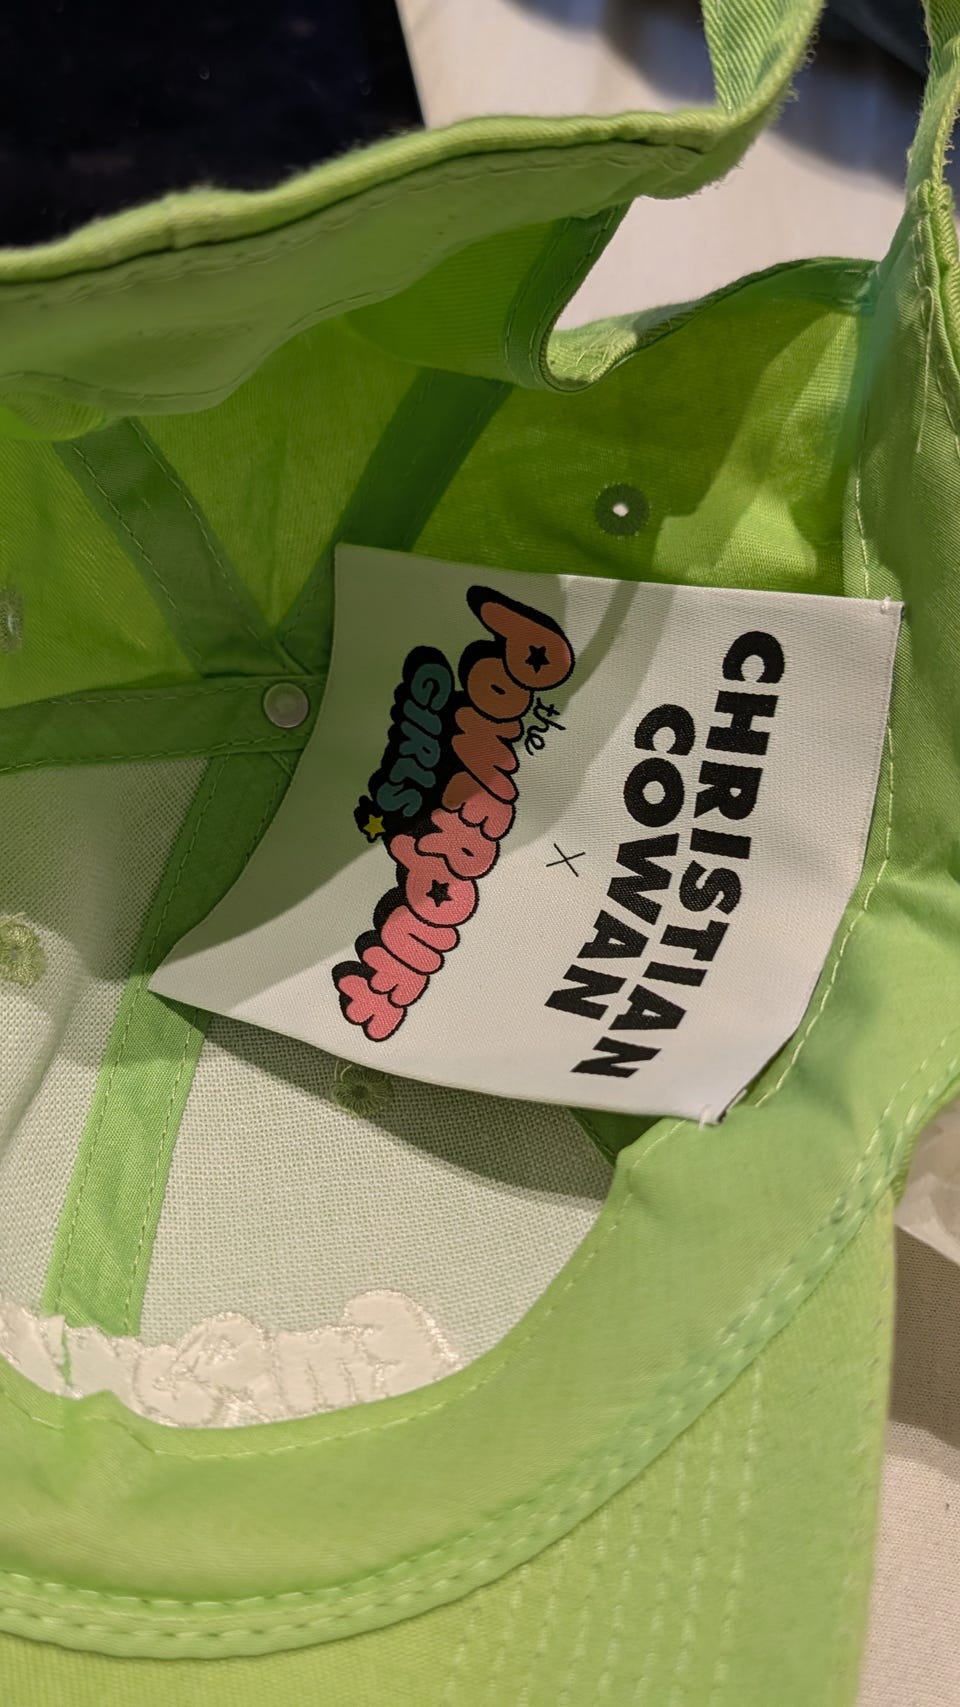 CHRISTIAN
COWAN
X
the
POWERPUFF
GIRLS